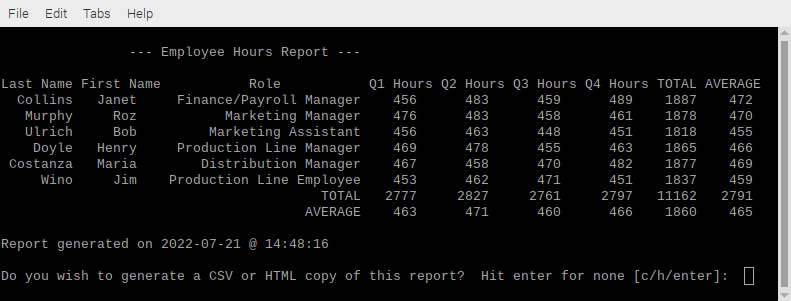 File Edit Tabs Help
--- Employee Hours Report ---
Last Name First Name Role Q1 Hours Q2 Hours Q3 Hours Q4 Hours TOTAL AVERAGE
Collins Janet Finance/Payroll Manager 456 483 459 489 1887 472
Murphy Roz Marketing Manager 476 483 458 461 1878 470
Ulrich Bob Marketing Assistant 456 463 448 451 1818 455
Doyle Henry Production Line Manager 469 478 455 463 1865 466
Costanza Maria Distribution Manager 467 458 470 482 1877 469
Wino Jim Production Line Employee 453 462 471 451 1837 459
TOTAL 2777 2827 2761 2797 11162 2791
AVERAGE 463 471 460 466 1860 465
Report generated on 2022-07-21 @ 14:48:16
Do you wish to generate a CSV or HTML copy of this report? Hit enter for none [c/h/enter]: